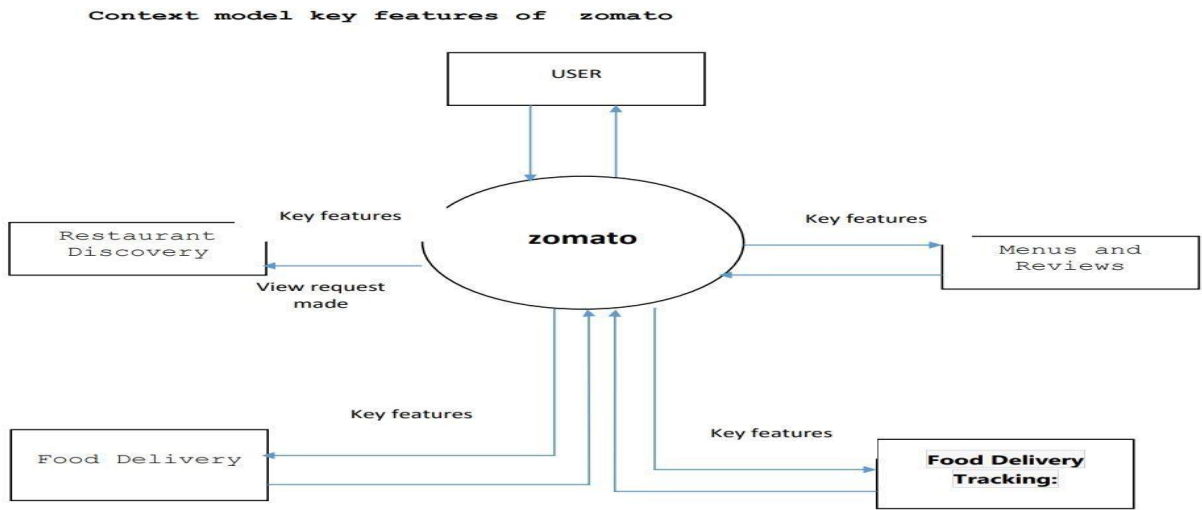 Context model key features of zomato
USER
Key features
Restaurant
Discovery
View request
made
zomato
Key features
Menus and
Reviews
Key features
Food Delivery
Key features
Food Delivery
Tracking: